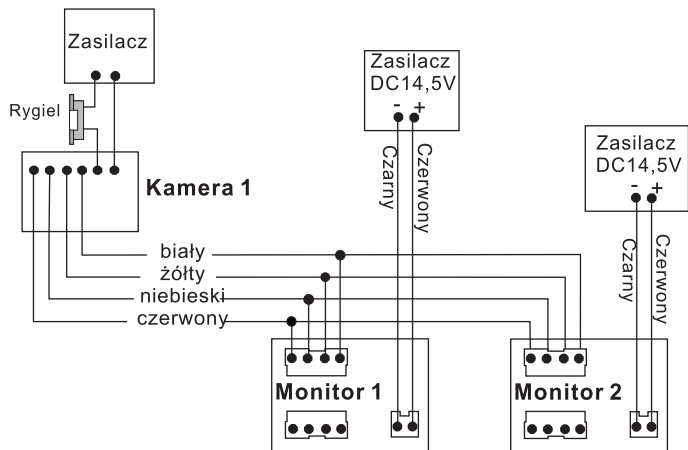 Zasilacz
Rygiel
Kamera 1
Zasilacz
DC14,5V
- +
Czarny
Czerwony
Zasilacz
DC14,5V
- +
Czarny
Czerwony
biały
żółty
niebieski
czerwony
Monitor 1
Monitor 2